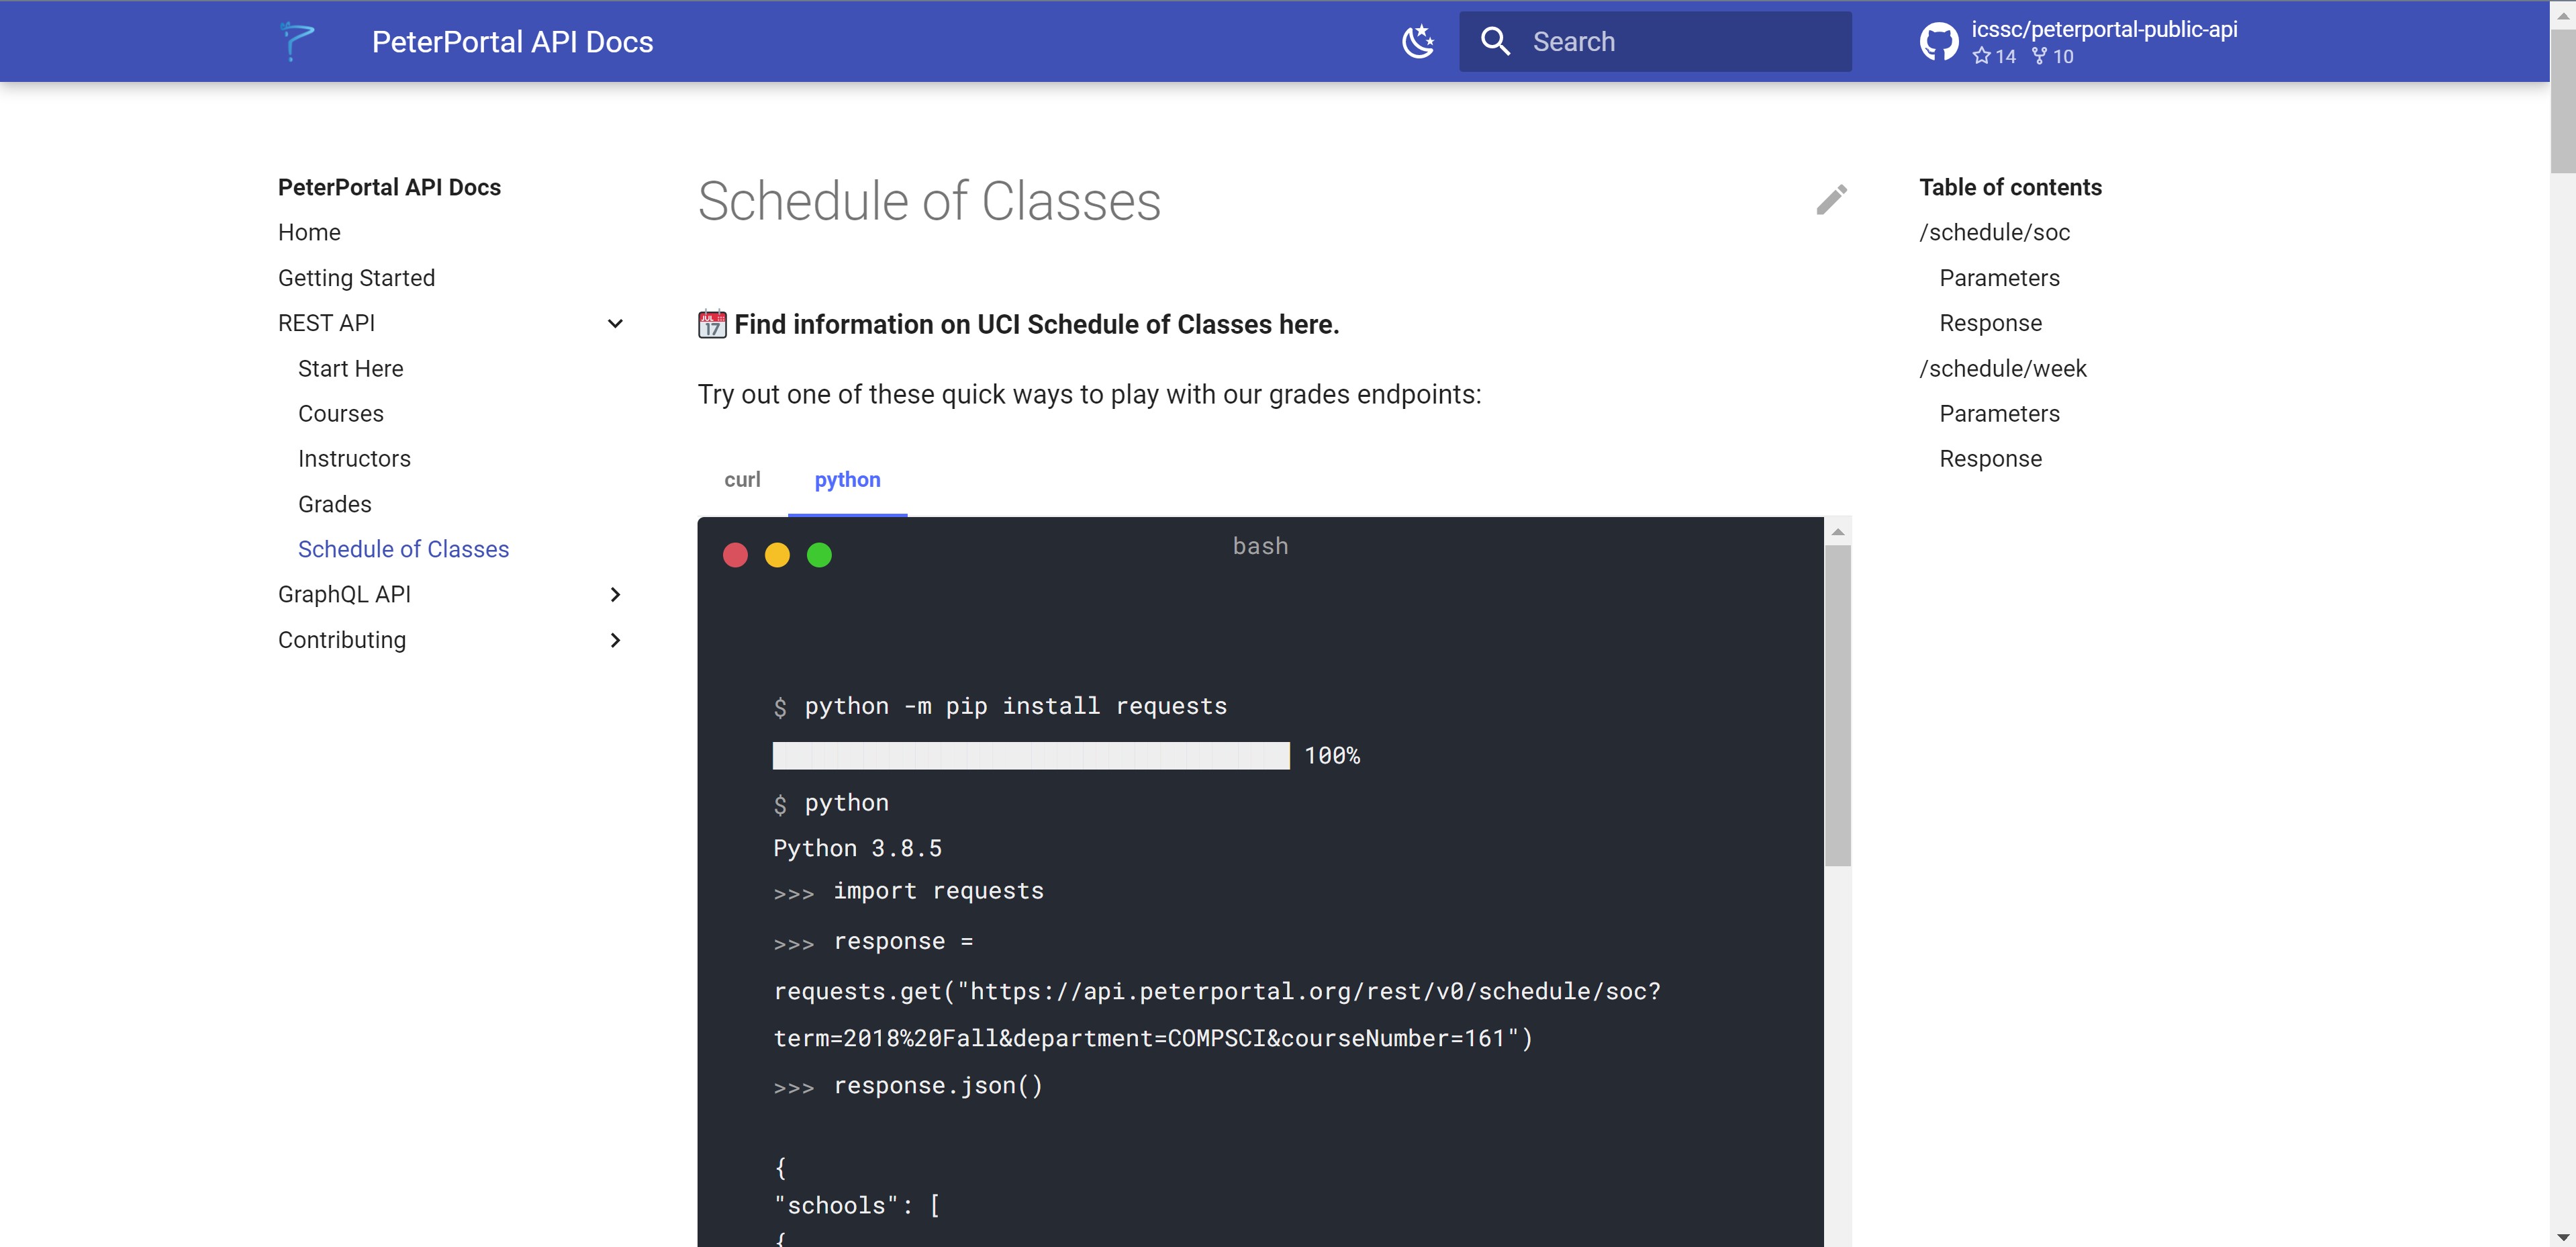 PeterPortal API Docs
Search
icssc/peterportal-public-api
14 10
PeterPortal API Docs
Home
Getting Started
REST API
Start Here
Courses
Instructors
Grades
Schedule of Classes
GraphQL API
Contributing
Schedule of Classes
JUL 17 Find information on UCI Schedule of Classes here.
Try out one of these quick ways to play with our grades endpoints:
curl python
bash
$ python -m pip install requests
100%
$ python
Python 3.8.5
>>> import requests
>>> response =
requests.get("https://api.peterportal.org/rest/v0/schedule/soc?
term=2018%20Fall&department=COMPSCI&courseNumber=161")
>>> response.json()
{
"schools": [
{
Table of contents
/schedule/soc
Parameters
Response
/schedule/week
Parameters
Response